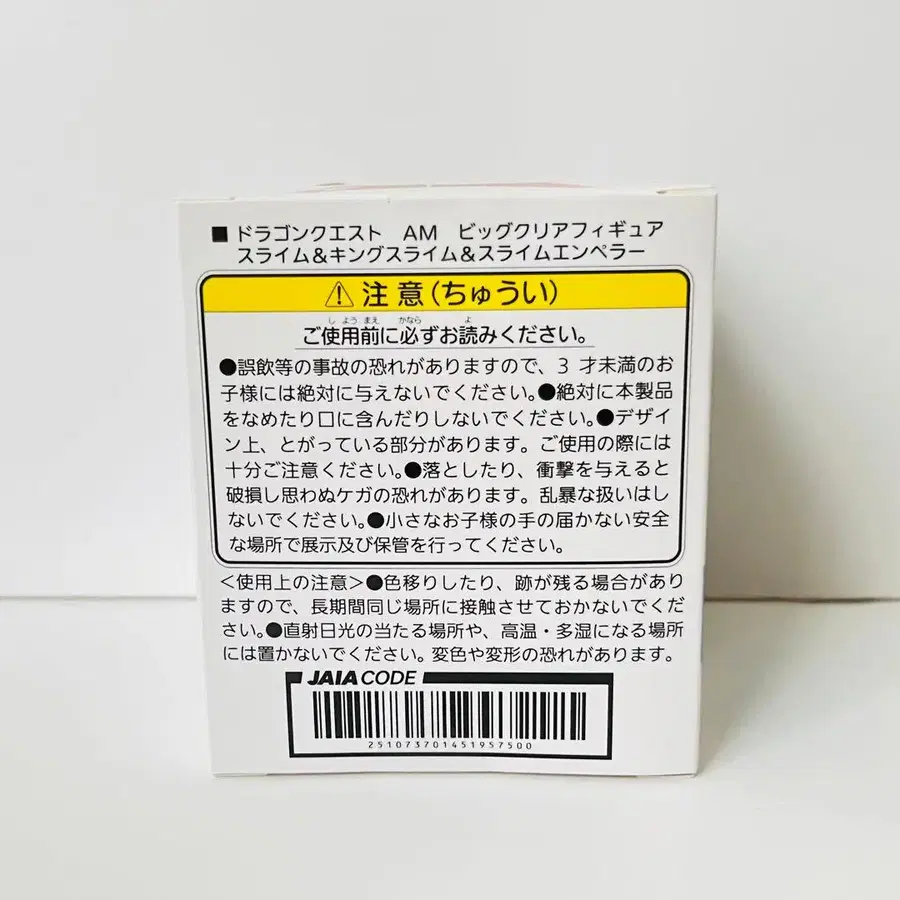 ■ ドラゴンクエスト AM ビッグクリアフィギュア
スライム&キングスライム&スライムエンペラー
⚠ 注意(ちゅうい)
しようまえ かなら よ
ご使用前に必ずお読みください。
●誤飲等の事故の恐れがありますので、3才未満のお
子様には絶対に与えないでください。●絶対に本製品
をなめたり口に含んだりしないでください。●デザイ
ン上、とがっている部分があります。ご使用の際には
十分ご注意ください。●落としたり、衝撃を与えると
破損し思わぬケガの恐れがあります。乱暴な扱いはし
ないでください。●小さなお子様の手の届かない安全
な場所で展示及び保管を行ってください。
<使用上の注意>●色移りしたり、跡が残る場合があり
ますので、長期間同じ場所に接触させておかないでくだ
さい。●直射日光の当たる場所や、高温・多湿になる場所
には置かないでください。変色や変形の恐れがあります。
JAIA CODE
251073701451957500